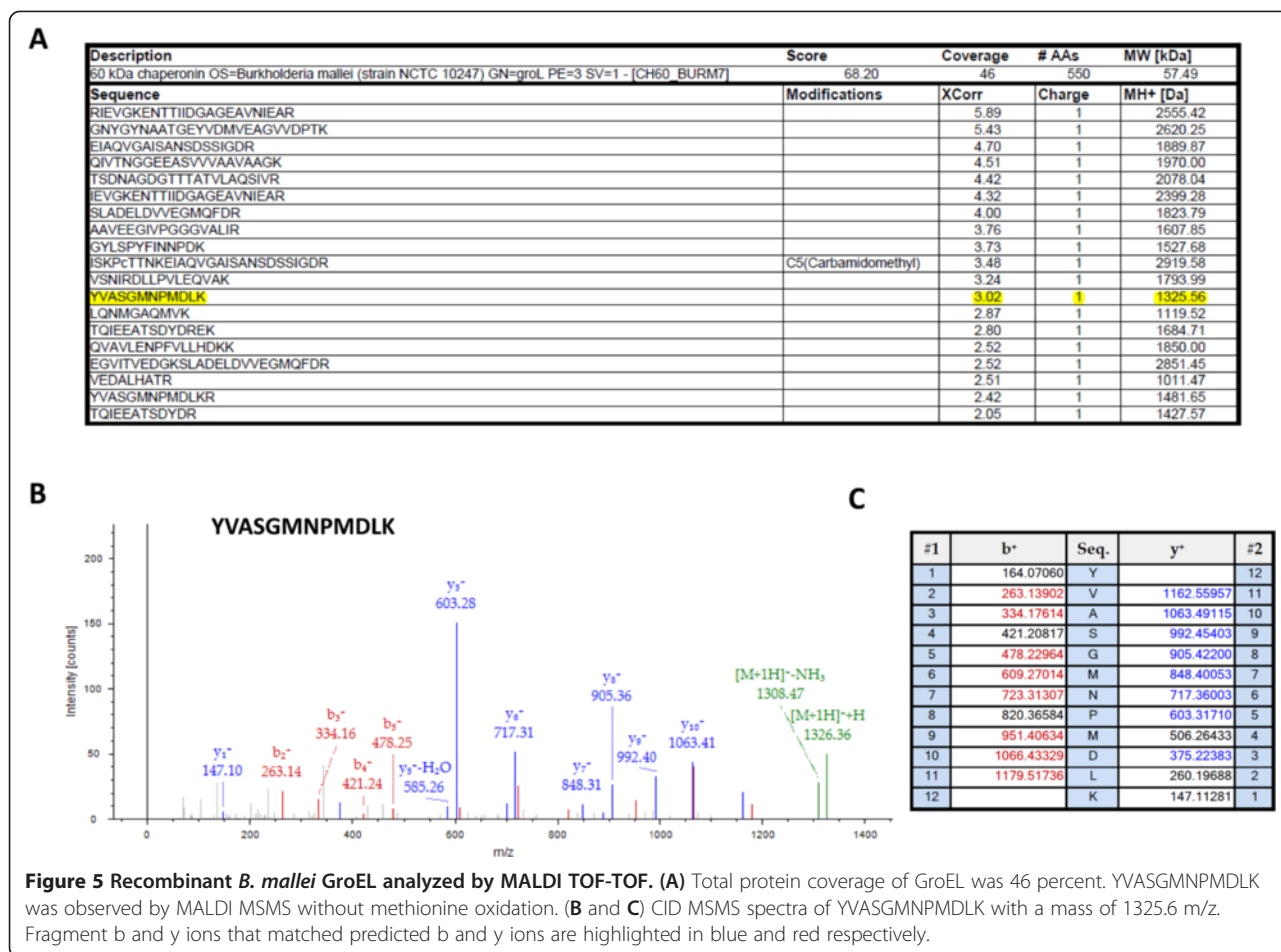 A
Description Score Coverage # AAs MW [kDa]
60 kDa chaperonin OS=Burkholderia mallei (strain NCTC 10247) GN=groL PE=3 SV=1 - [CH60_BURM7] 68.20 46 550 57.49
Sequence Modifications XCorr Charge MH+ [Da]
RIEVGKENTTIIDGAGEAVNIEAR 5.89 1 2555.42
GNYGYNAATGEYVDMVEAGVVDPTK 5.43 1 2620.25
EIAQVGAISANSDSSIGDR 4.70 1 1889.87
QIVTNGGEEASVVVAAVAAGK 4.51 1 1970.00
TSDNAGDGTTTATVLAQSIVR 4.42 1 2078.04
IEVGKENTTIIDGAGEAVNIEAR 4.32 1 2399.28
SLADELDVVEGMQFDR 4.00 1 1823.79
AAVEEGIVPGGGVALIR 3.76 1 1607.85
GYLSPYFINNPDK 3.73 1 1527.68
ISKPcTTNKEIAQVGAISANSDSSIGDR C5(Carbamidomethyl) 3.48 1 2919.58
VSNIRDLLPVLEQVAK 3.24 1 1793.99
YVASGMNPMDLK 3.02 1 1325.56
LQNMGAQMVK 2.87 1 1119.52
TQIEEATSDYDREK 2.80 1 1684.71
QVAVLENPFVLLHDKK 2.52 1 1850.00
EGVITVEDGKSLADELDVVEGMQFDR 2.52 1 2851.45
VEDALHATR 2.51 1 1011.47
YVASGMNPMDLKR 2.42 1 1481.65
TQIEEATSDYDR 2.05 1 1427.57
B
YVASGMNPMDLK
Intensity [counts]
200
150
100
50
0
y₁⁺
147.10
b₂⁺
263.14
b₃⁺
334.16
b₄⁺
421.24
b₅⁺
478.25
y₅⁺-H₂O
585.26
y₅⁺
603.28
y₆⁺
717.31
y₇⁺
848.31
y₈⁺
905.36
y₉⁺
992.40
y₁₀⁺
1063.41
[M+1H]⁺-NH₃
1308.47
[M+1H]⁺+H
1326.36
0 200 400 600 800 1000 1200 1400
m/z
C
#1 b⁺ Seq. y⁺ #2
1 164.07060 Y 12
2 263.13902 V 1162.55957 11
3 334.17614 A 1063.49115 10
4 421.20817 S 992.45403 9
5 478.22964 G 905.42200 8
6 609.27014 M 848.40053 7
7 723.31307 N 717.36003 6
8 820.36584 P 603.31710 5
9 951.40634 M 506.26433 4
10 1066.43329 D 375.22383 3
11 1179.51736 L 260.19688 2
12 K 147.11281 1
Figure 5 Recombinant B. mallei GroEL analyzed by MALDI TOF-TOF. (A) Total protein coverage of GroEL was 46 percent. YVASGMNPMDLK
was observed by MALDI MSMS without methionine oxidation. (B and C) CID MSMS spectra of YVASGMNPMDLK with a mass of 1325.6 m/z.
Fragment b and y ions that matched predicted b and y ions are highlighted in blue and red respectively.